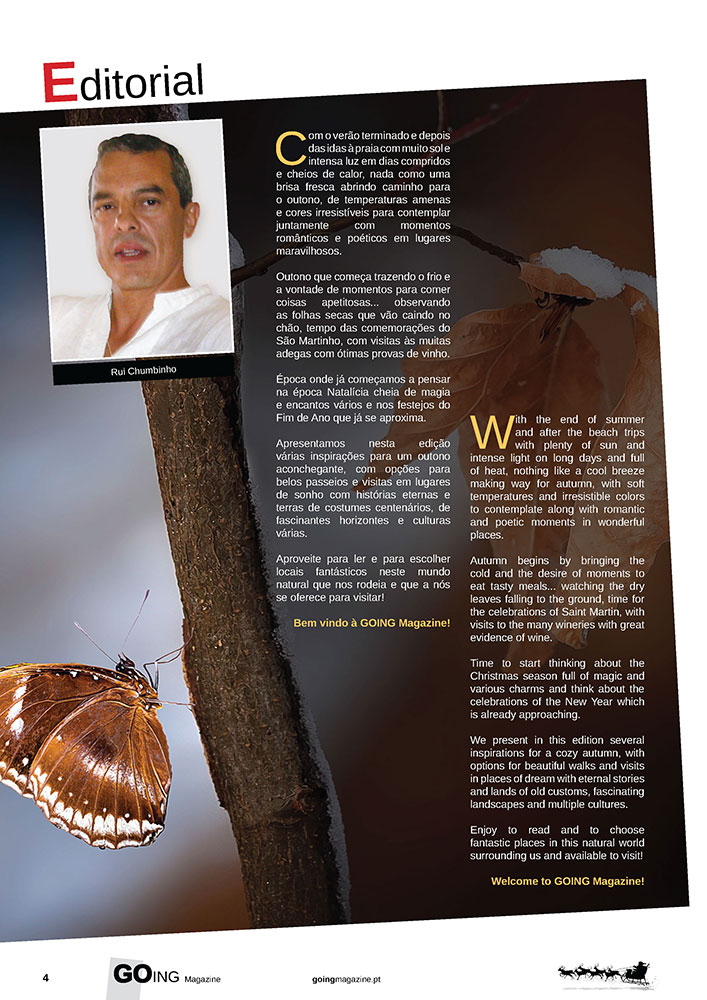 Editorial
Rui Chumbinho
Com o verão terminado e depois
das idas à praia com muito sol e
intensa luz em dias compridos
e cheios de calor, nada como uma
brisa fresca abrindo caminho para
o outono, de temperaturas amenas
e cores irresistíveis para contemplar
juntamente com momentos
românticos e poéticos em lugares
maravilhosos.
Outono que começa trazendo o frio e
a vontade de momentos para comer
coisas apetitosas... observando
as folhas secas que vão caindo no
chão, tempo das comemorações do
São Martinho, com visitas às muitas
adegas com ótimas provas de vinho.
Época onde já começamos a pensar
na época Natalícia cheia de magia
e encantos vários e nos festejos do
Fim de Ano que já se aproxima.
Apresentamos nesta edição
várias inspirações para um outono
aconchegante, com opções para
belos passeios e visitas em lugares
de sonho com histórias eternas e
terras de costumes centenários, de
fascinantes horizontes e culturas
várias.
Aproveite para ler e para escolher
locais fantásticos neste mundo
natural que nos rodeia e que a nós
se oferece para visitar!
Bem vindo à GOING Magazine!
With the end of summer
and after the beach trips
with plenty of sun and
intense light on long days and full
of heat, nothing like a cool breeze
making way for autumn, with soft
temperatures and irresistible colors
to contemplate along with romantic
and poetic moments in wonderful
places.
Autumn begins by bringing the
cold and the desire of moments to
eat tasty meals... watching the dry
leaves falling to the ground, time for
the celebrations of Saint Martin, with
visits to the many wineries with great
evidence of wine.
Time to start thinking about the
Christmas season full of magic and
various charms and think about the
celebrations of the New Year which
is already approaching.
We present in this edition several
inspirations for a cozy autumn, with
options for beautiful walks and visits
in places of dream with eternal stories
and lands of old customs, fascinating
landscapes and multiple cultures.
Enjoy to read and to choose
fantastic places in this natural world
surrounding us and available to visit!
Welcome to GOING Magazine!
4
GOING Magazine
goingmagazine.pt